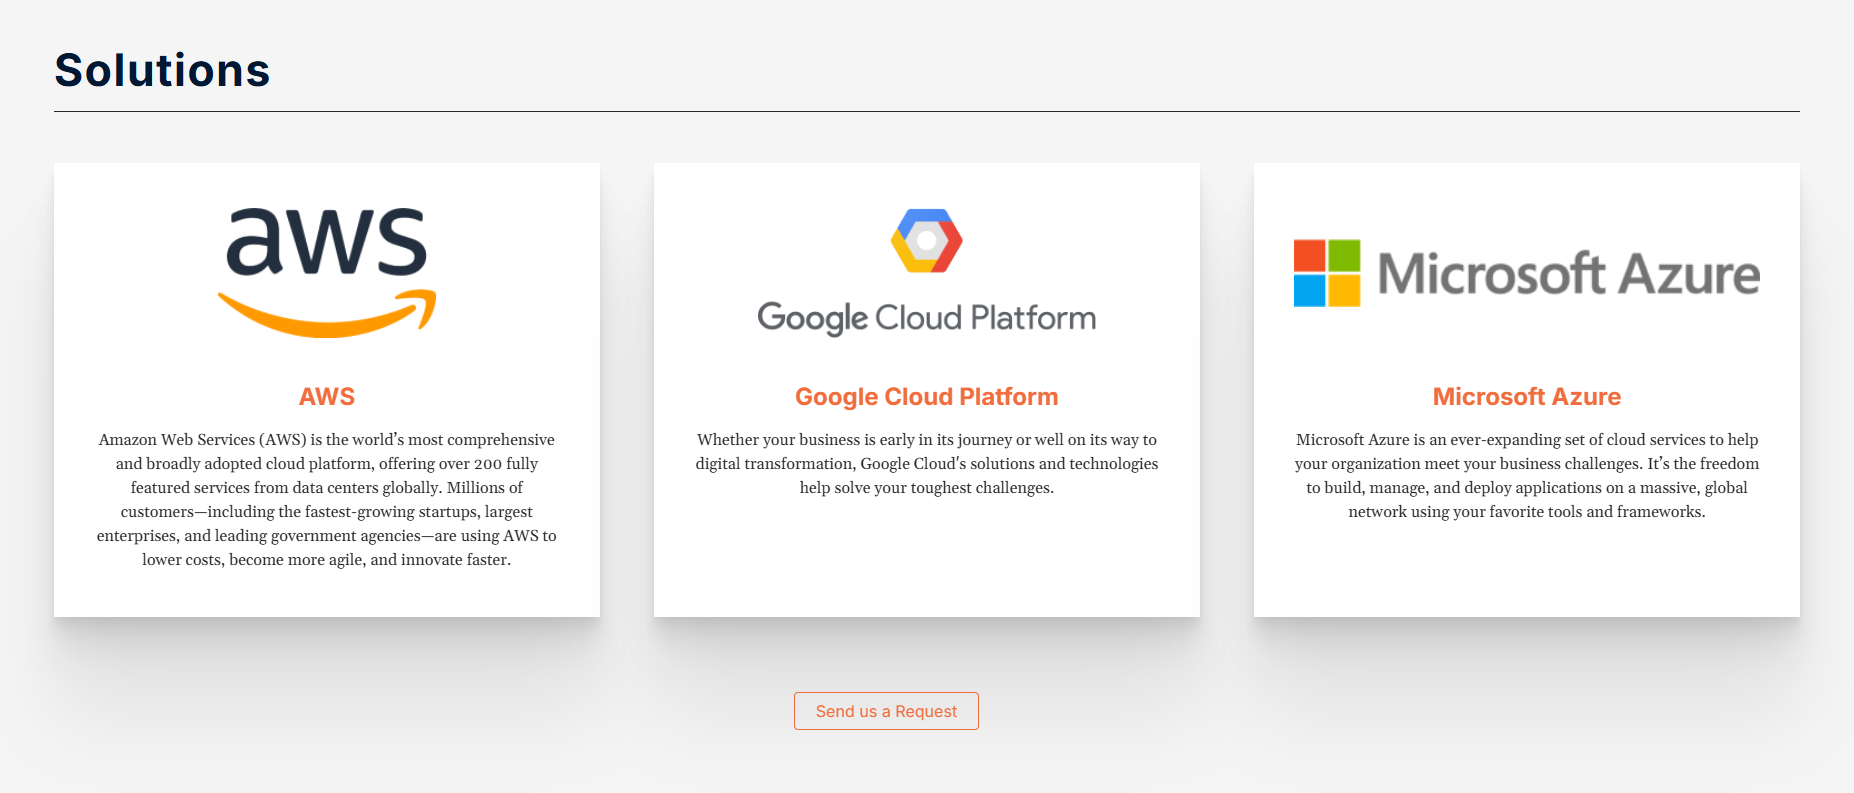 Solutions
aws
Google Cloud Platform
Microsoft Azure
AWS
Amazon Web Services (AWS) is the world’s most comprehensive
and broadly adopted cloud platform, offering over 200 fully
featured services from data centers globally. Millions of
customers—including the fastest-growing startups, largest
enterprises, and leading government agencies—are using AWS to
lower costs, become more agile, and innovate faster.
Google Cloud Platform
Whether your business is early in its journey or well on its way to
digital transformation, Google Cloud's solutions and technologies
help solve your toughest challenges.
Microsoft Azure
Microsoft Azure is an ever-expanding set of cloud services to help
your organization meet your business challenges. It’s the freedom
to build, manage, and deploy applications on a massive, global
network using your favorite tools and frameworks.
Send us a Request